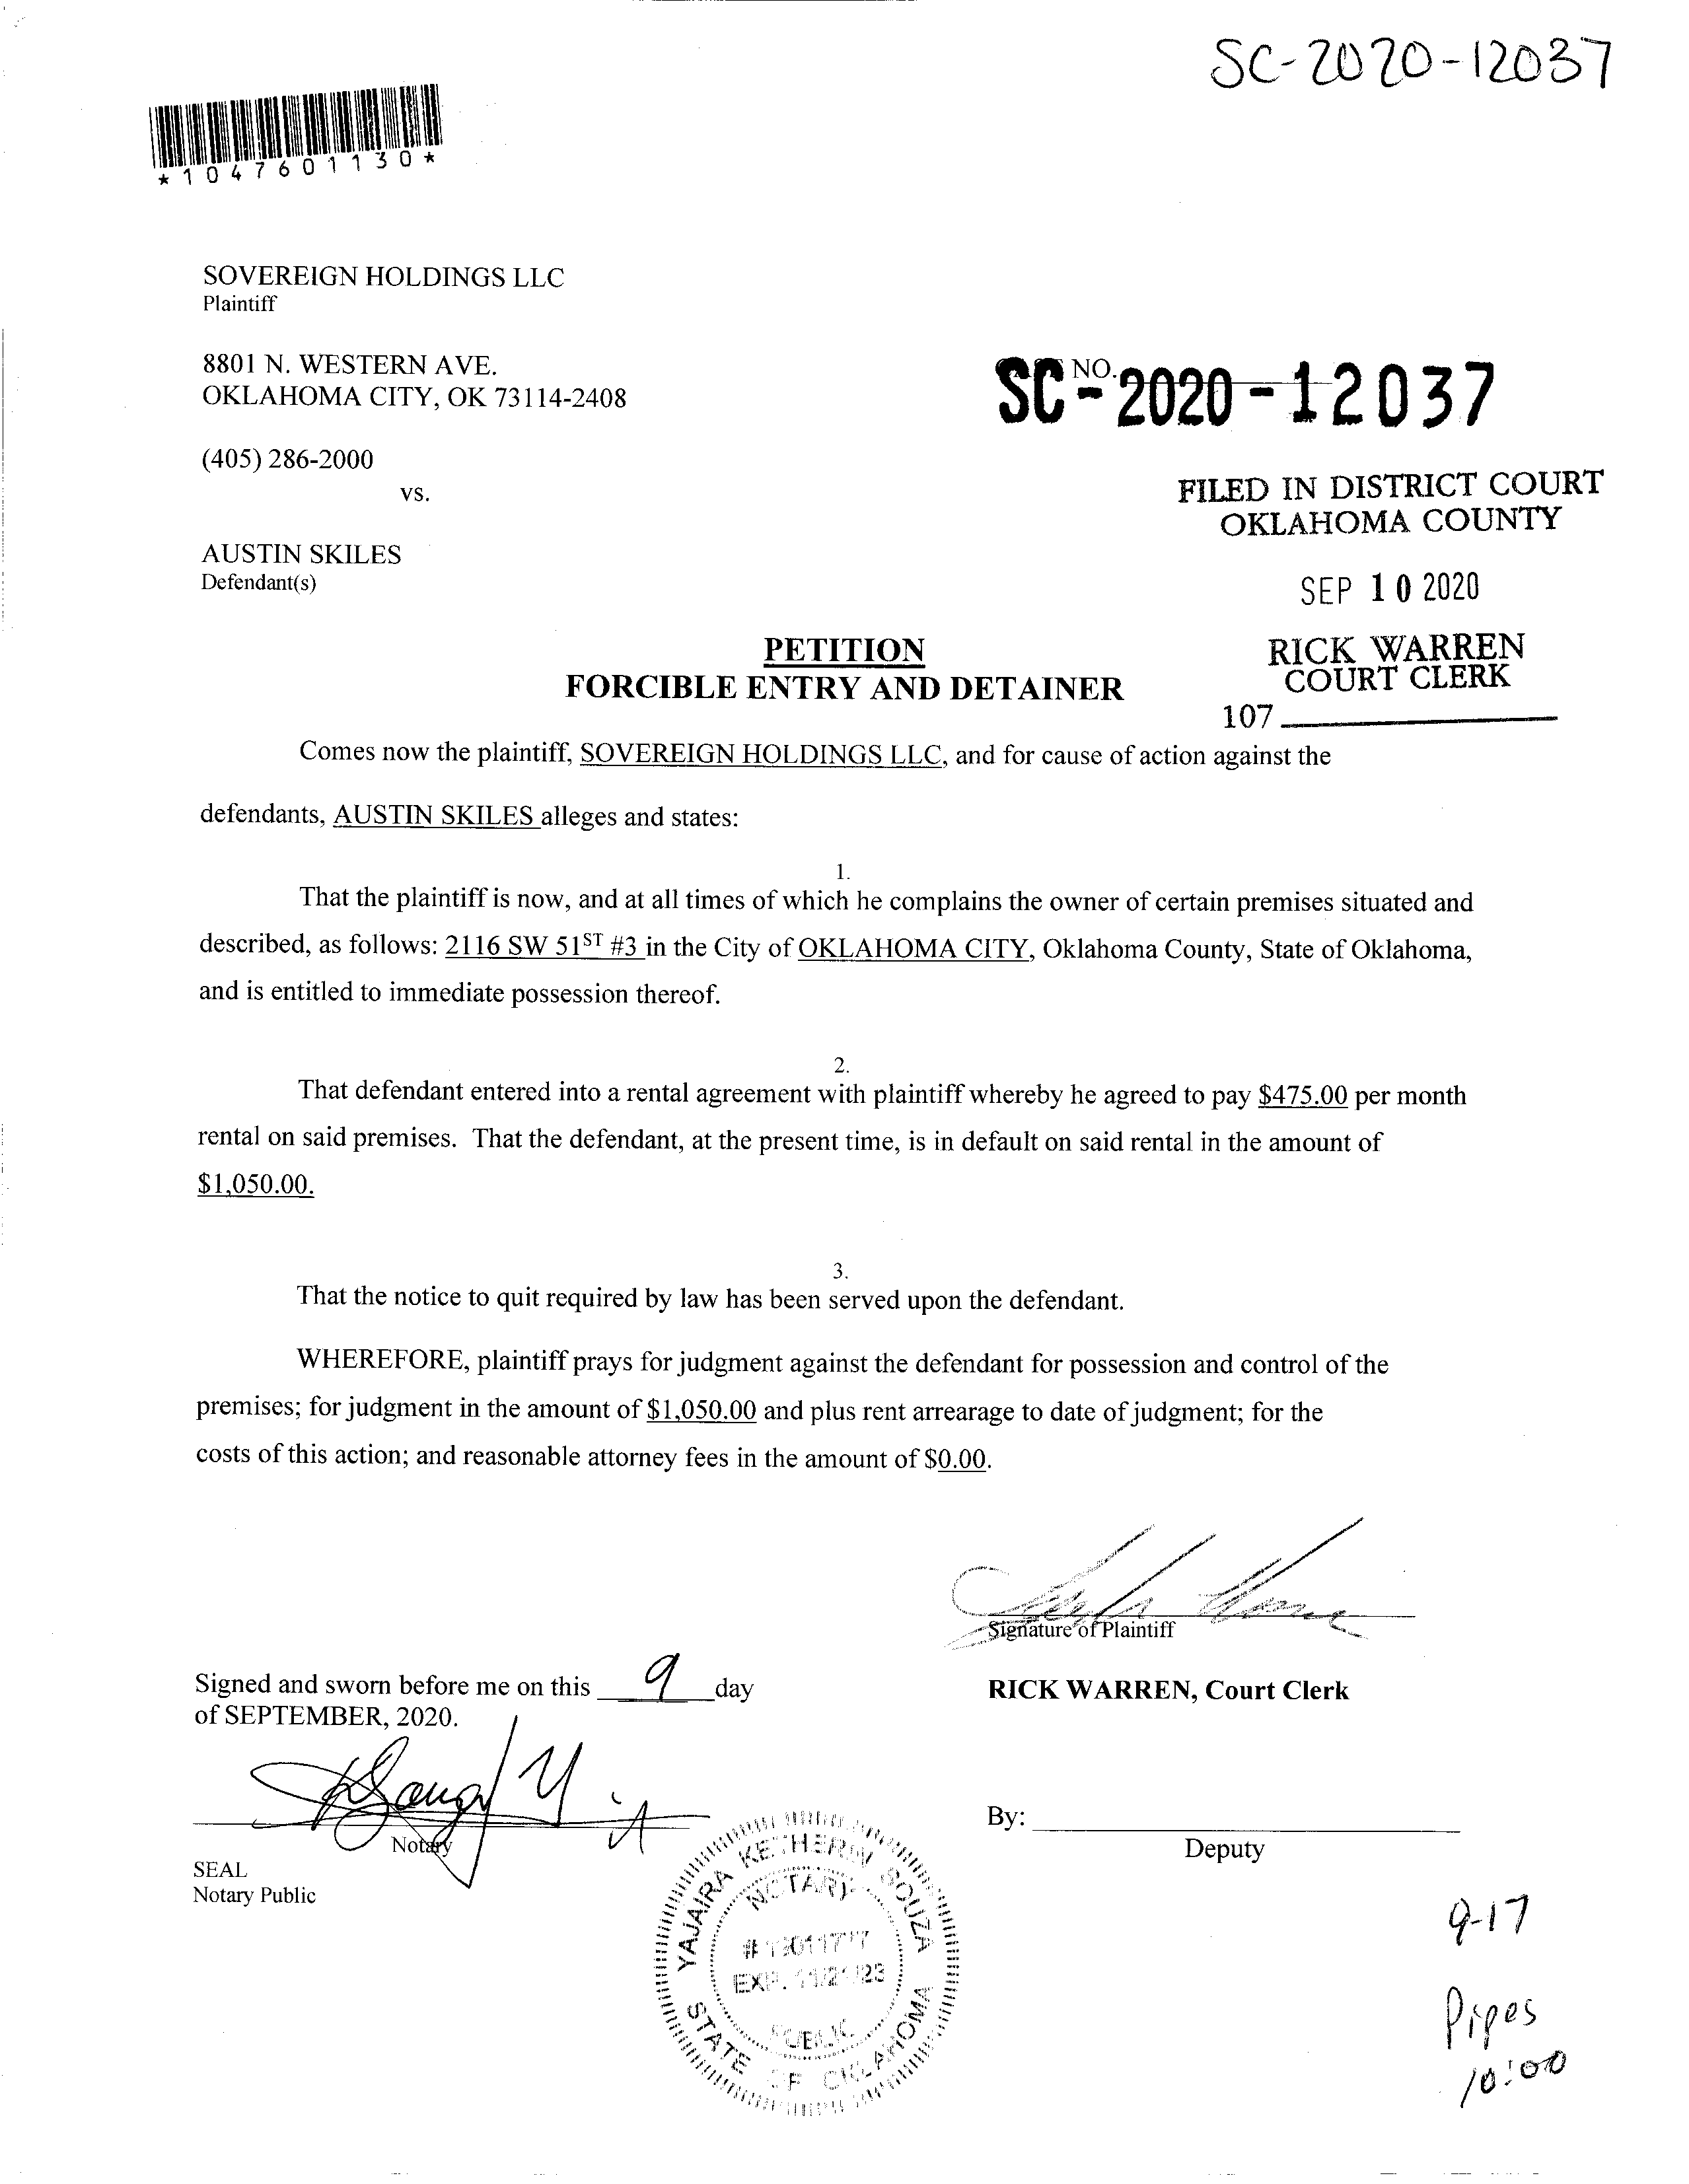 SC-2020-12037
*1047601130*
SOVEREIGN HOLDINGS LLC
Plaintiff
8801 N. WESTERN AVE.
OKLAHOMA CITY, OK 73114-2408
NO.
SC-2020-12037
(405) 286-2000
vs.
FILED IN DISTRICT COURT
OKLAHOMA COUNTY
AUSTIN SKILES
Defendant(s)
SEP 10 2020
RICK WARREN
COURT CLERK
107
PETITION
FORCIBLE ENTRY AND DETAINER
Comes now the plaintiff, SOVEREIGN HOLDINGS LLC, and for cause of action against the
defendants, AUSTIN SKILES alleges and states:
1.
That the plaintiff is now, and at all times of which he complains the owner of certain premises situated and
described, as follows: 2116 SW 51ST #3 in the City of OKLAHOMA CITY, Oklahoma County, State of Oklahoma,
and is entitled to immediate possession thereof.
2.
That defendant entered into a rental agreement with plaintiff whereby he agreed to pay $475.00 per month
rental on said premises. That the defendant, at the present time, is in default on said rental in the amount of
$1,050.00.
3.
That the notice to quit required by law has been served upon the defendant.
WHEREFORE, plaintiff prays for judgment against the defendant for possession and control of the
premises; for judgment in the amount of $1,050.00 and plus rent arrearage to date of judgment; for the
costs of this action; and reasonable attorney fees in the amount of $0.00.
Signature of Plaintiff
Signed and sworn before me on this 9 day
of SEPTEMBER, 2020.
RICK WARREN, Court Clerk
Notary
SEAL
Notary Public
By:
Deputy
YAJAIRA SOUZA
NOTARY
EXP.
PUBLIC
STATE OF OKLAHOMA
9-17
Pipes
10:00